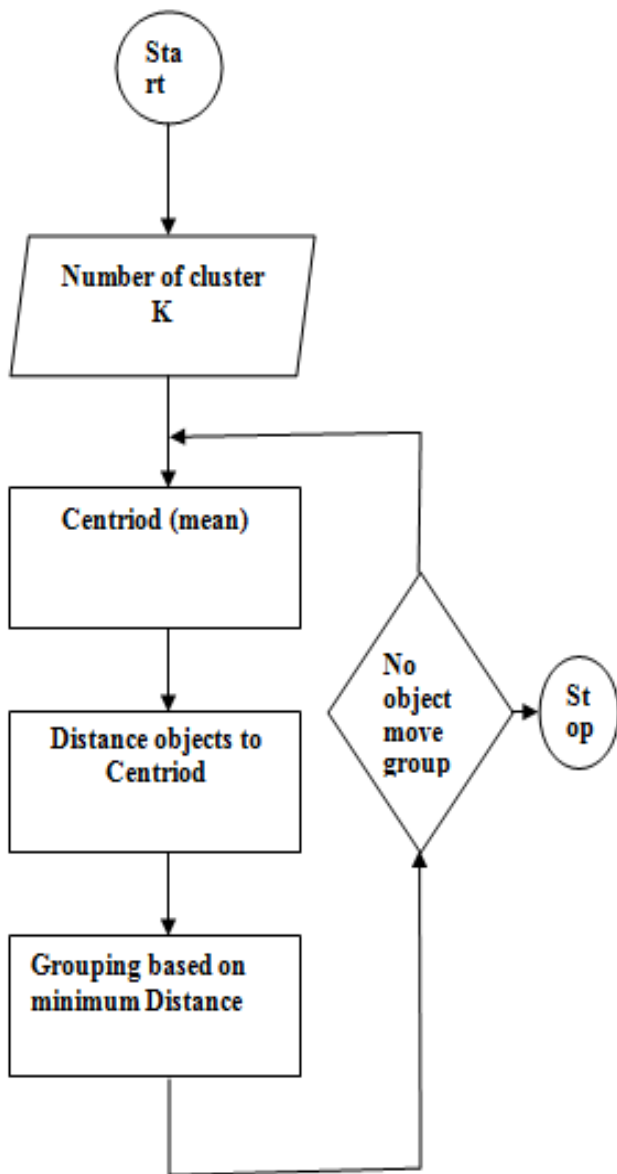 Sta
rt
Number of cluster
K
Centriod (mean)
Distance objects to
Centriod
Grouping based on
minimum Distance
No
object
move
group
St
op